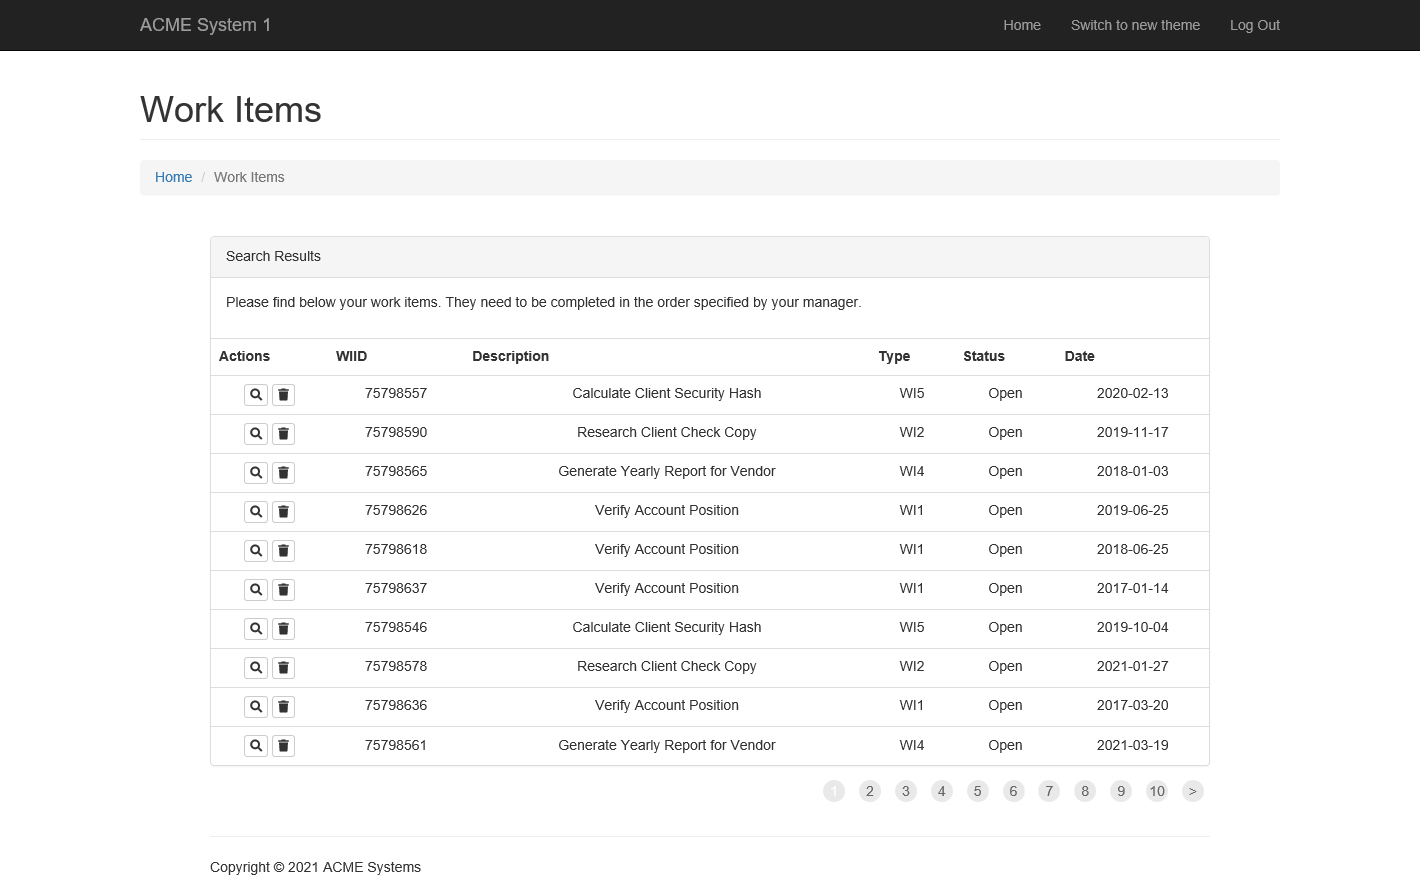 ACME System 1 Home Switch to new theme Log Out
Work Items
Home / Work Items
Search Results
Please find below your work items. They need to be completed in the order specified by your manager.
Actions WIID Description Type Status Date
75798557 Calculate Client Security Hash WI5 Open 2020-02-13
75798590 Research Client Check Copy WI2 Open 2019-11-17
75798565 Generate Yearly Report for Vendor WI4 Open 2018-01-03
75798626 Verify Account Position WI1 Open 2019-06-25
75798618 Verify Account Position WI1 Open 2018-06-25
75798637 Verify Account Position WI1 Open 2017-01-14
75798546 Calculate Client Security Hash WI5 Open 2019-10-04
75798578 Research Client Check Copy WI2 Open 2021-01-27
75798636 Verify Account Position WI1 Open 2017-03-20
75798561 Generate Yearly Report for Vendor WI4 Open 2021-03-19
1 2 3 4 5 6 7 8 9 10 >
Copyright © 2021 ACME Systems